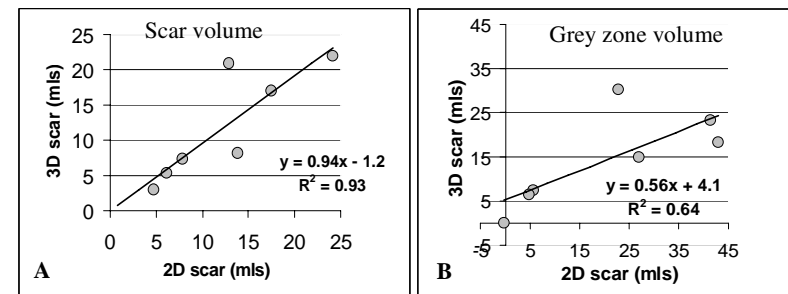 Scar volume
25
20
15
10
5
0
3D scar (mls)
y = 0.94x - 1.2
R² = 0.93
0 5 10 15 20 25
A 2D scar (mls)
Grey zone volume
45
35
25
15
5
-5
3D scar (mls)
y = 0.56x + 4.1
R² = 0.64
-5 5 15 25 35 45
B 2D scar (mls)